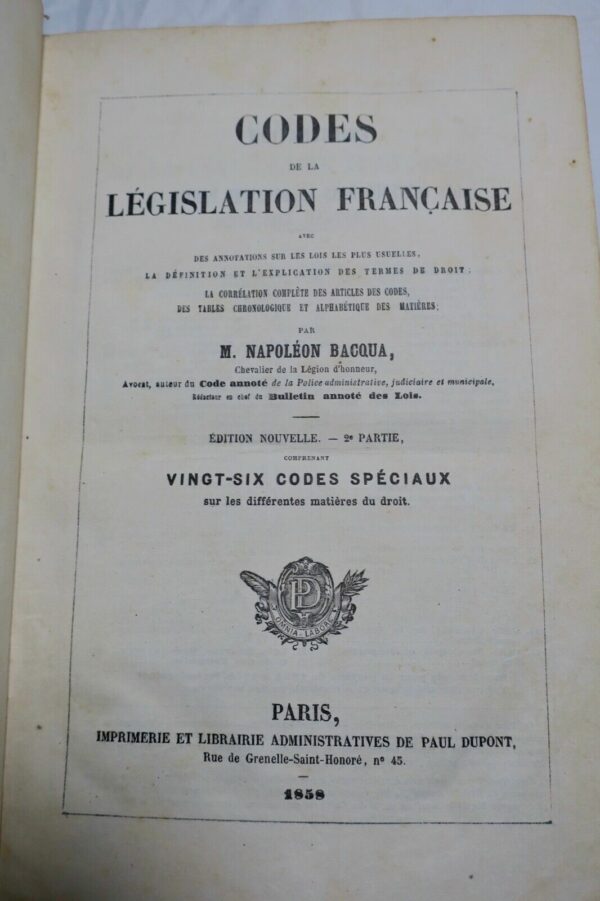 CODES
DE LA
LÉGISLATION FRANÇAISE
AVEC
DES ANNOTATIONS SUR LES LOIS LES PLUS USUELLES,
LA DÉFINITION ET L'EXPLICATION DES TERMES DE DROIT;
LA CORRÉLATION COMPLÈTE DES ARTICLES DES CODES,
DES TABLES CHRONOLOGIQUE ET ALPHABÉTIQUE DES MATIÈRES;
PAR
M. NAPOLÉON BACQUA,
Chevalier de la Légion d'honneur,
Avocat, auteur du Code annoté de la Police administrative, judiciaire et municipale,
Rédacteur en chef du Bulletin annoté des Lois.
ÉDITION NOUVELLE. — 2e PARTIE,
COMPRENANT
VINGT-SIX CODES SPÉCIAUX
sur les différentes matières du droit.
PD
OMNIA LABORE
PARIS,
IMPRIMERIE ET LIBRAIRIE ADMINISTRATIVES DE PAUL DUPONT,
Rue de Grenelle-Saint-Honoré, no 45.
1858